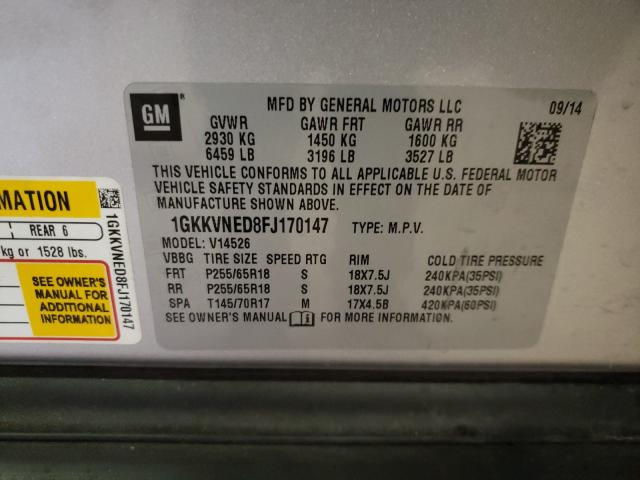 GM ®
MFD BY GENERAL MOTORS LLC 09/14
GVWR GAWR FRT GAWR RR
2930 KG 1450 KG 1600 KG
6459 LB 3196 LB 3527 LB
THIS VEHICLE CONFORMS TO ALL APPLICABLE U.S. FEDERAL MOTOR
VEHICLE SAFETY STANDARDS IN EFFECT ON THE DATE OF
MANUFACTURE SHOWN ABOVE.
1GKKVNED8FJ170147 TYPE: M.P.V.
MODEL: V14526
VBBG TIRE SIZE SPEED RTG RIM COLD TIRE PRESSURE
FRT P255/65R18 S 18X7.5J 240KPA(35PSI)
RR P255/65R18 S 18X7.5J 240KPA(35PSI)
SPA T145/70R17 M 17X4.5B 420KPA(60PSI)
SEE OWNER'S MANUAL FOR MORE INFORMATION.
MATION
REAR 6
kg or 1528 lbs.
SEE OWNER'S
MANUAL FOR
ADDITIONAL
INFORMATION
1GKKVNED8FJ170147